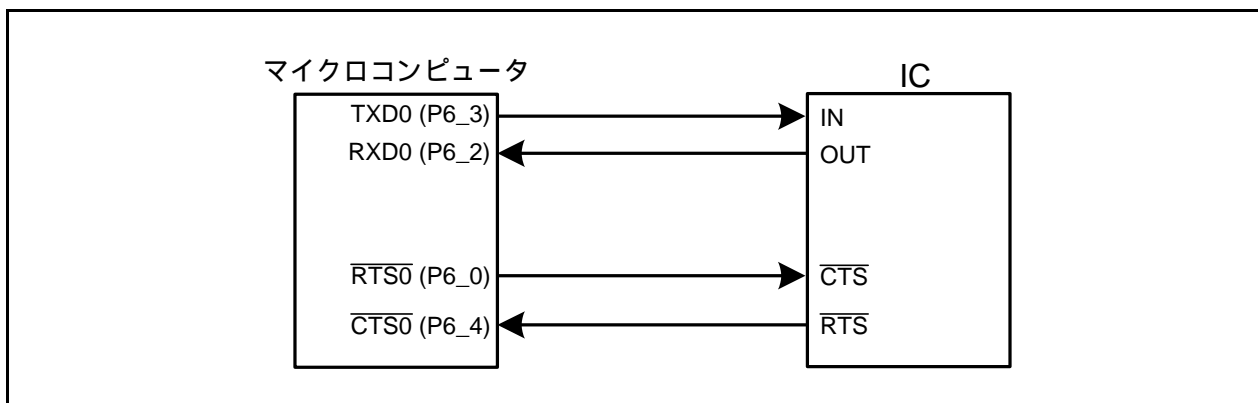 マイクロコンピュータ
IC
TXD0 (P6_3)
IN
RXD0 (P6_2)
OUT
RTS0 (P6_0)
CTS
CTS0 (P6_4)
RTS